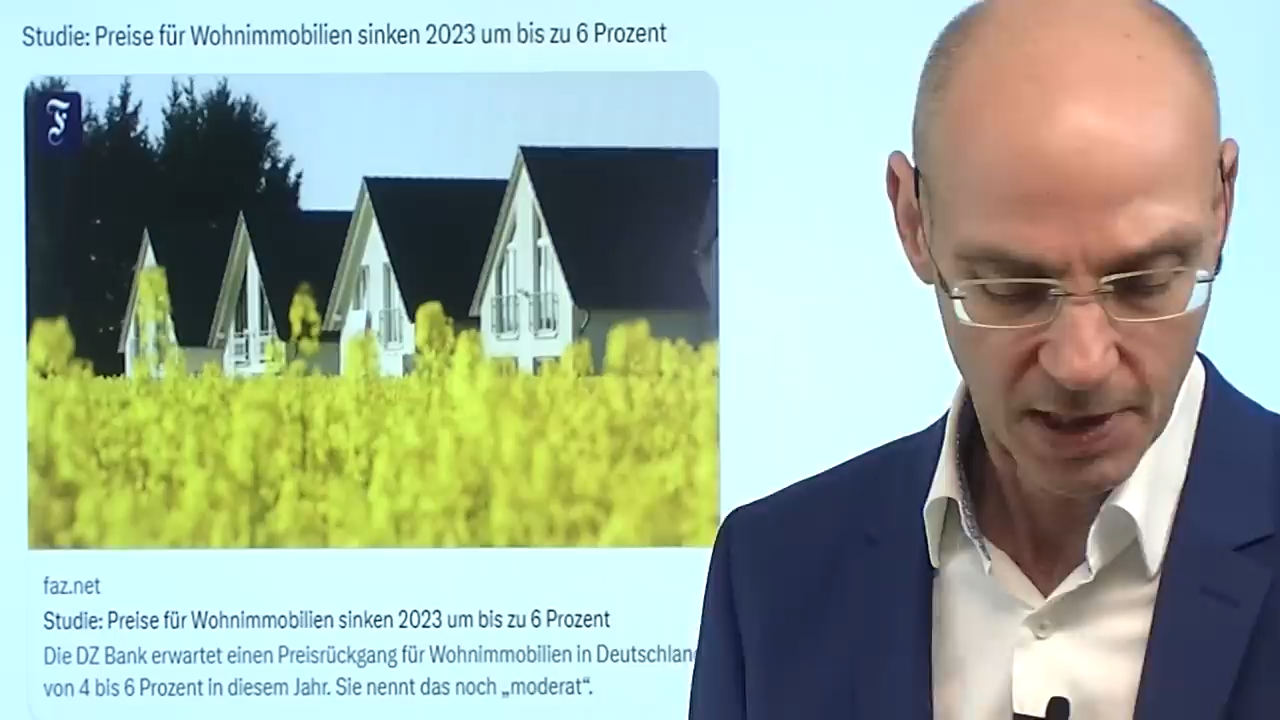 Studie: Preise für Wohnimmobilien sinken 2023 um bis zu 6 Prozent
F
faz.net
Studie: Preise für Wohnimmobilien sinken 2023 um bis zu 6 Prozent
Die DZ Bank erwartet einen Preisrückgang für Wohnimmobilien in Deutschlan
von 4 bis 6 Prozent in diesem Jahr. Sie nennt das noch „moderat“.